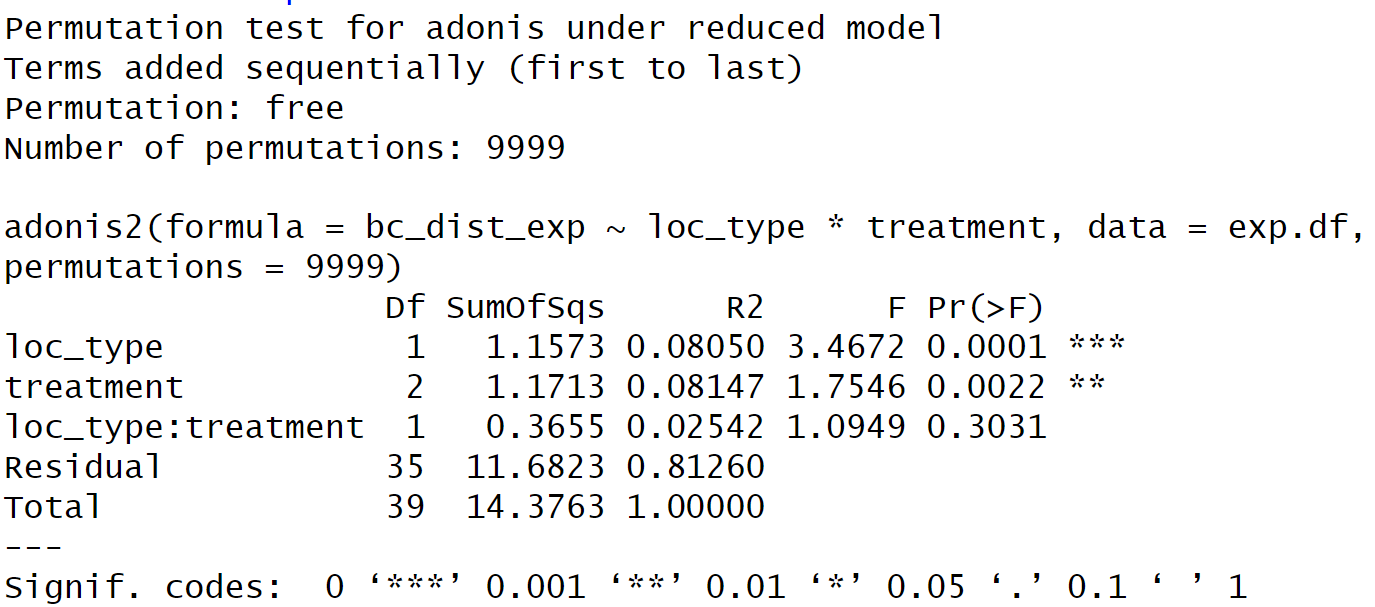 Permutation test for adonis under reduced model
Terms added sequentially (first to last)
Permutation: free
Number of permutations: 9999
adonis2(formula = bc_dist_exp ~ loc_type * treatment, data = exp.df,
permutations = 9999)
Df SumOfSqs R2 F Pr(>F)
loc_type 1 1.1573 0.08050 3.4672 0.0001 ***
treatment 2 1.1713 0.08147 1.7546 0.0022 **
loc_type:treatment 1 0.3655 0.02542 1.0949 0.3031
Residual 35 11.6823 0.81260
Total 39 14.3763 1.00000
---
Signif. codes: 0 ‘***’ 0.001 ‘**’ 0.01 ‘*’ 0.05 ‘.’ 0.1 ‘ ’ 1